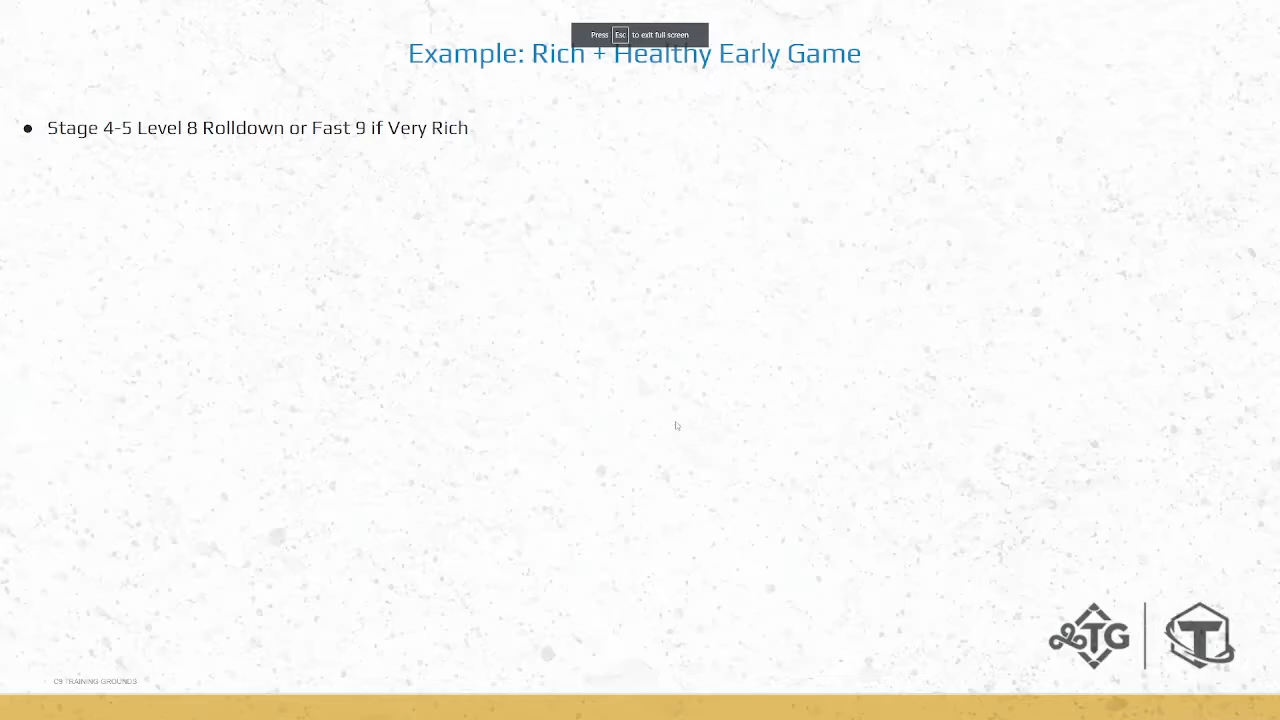 Press Esc to exit full screen
Example: Rich + Healthy Early Game
● Stage 4-5 Level 8 Rolldown or Fast 9 if Very Rich
TG
T
C9 TRAINING GROUNDS